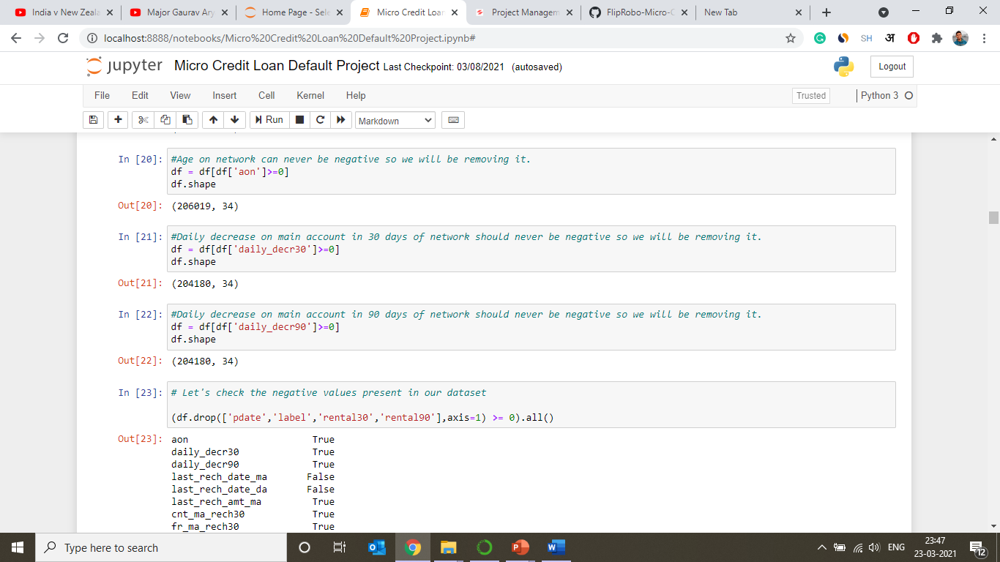 India v New Zeala
Major Gaurav Ary
Home Page - Sele
Micro Credit Loan
Project Managem
FlipRobo-Micro-C
New Tab
localhost:8888/notebooks/Micro%20Credit%20Loan%20Default%20Project.ipynb#
SH
अ
jupyter Micro Credit Loan Default Project Last Checkpoint: 03/08/2021 (autosaved)
Logout
File Edit View Insert Cell Kernel Help
Trusted
Python 3
Run
Markdown
In [20]: #Age on network can never be negative so we will be removing it.
df = df[df['aon']>=0]
df.shape
Out[20]: (206019, 34)
In [21]: #Daily decrease on main account in 30 days of network should never be negative so we will be removing it.
df = df[df['daily_decr30']>=0]
df.shape
Out[21]: (204180, 34)
In [22]: #Daily decrease on main account in 90 days of network should never be negative so we will be removing it.
df = df[df['daily_decr90']>=0]
df.shape
Out[22]: (204180, 34)
In [23]: # Let's check the negative values present in our dataset
(df.drop(['pdate','label','rental30','rental90'],axis=1) >= 0).all()
Out[23]: aon True
daily_decr30 True
daily_decr90 True
last_rech_date_ma False
last_rech_date_da False
last_rech_amt_ma True
cnt_ma_rech30 True
fr_ma_rech30 True
Type here to search
ENG
23:47
23-03-2021
12